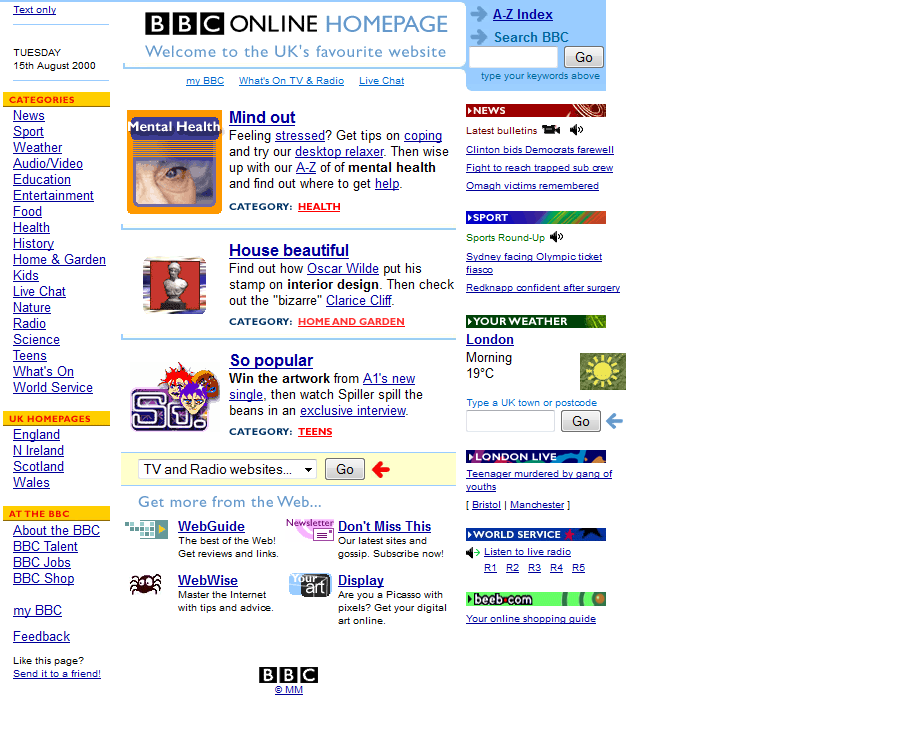 Text only
TUESDAY
15th August 2000
CATEGORIES
News
Sport
Weather
Audio/Video
Education
Entertainment
Food
Health
History
Home & Garden
Kids
Live Chat
Nature
Radio
Science
Teens
What's On
World Service
UK HOMEPAGES
England
N Ireland
Scotland
Wales
AT THE BBC
About the BBC
BBC Talent
BBC Jobs
BBC Shop
my BBC
Feedback
Like this page?
Send it to a friend!
BBC ONLINE HOMEPAGE
Welcome to the UK's favourite website
my BBC What's On TV & Radio Live Chat
Mental Health
Mind out
Feeling stressed? Get tips on coping
and try our desktop relaxer. Then wise
up with our A-Z of of mental health
and find out where to get help.
CATEGORY: HEALTH
House beautiful
Find out how Oscar Wilde put his
stamp on interior design. Then check
out the "bizarre" Clarice Cliff.
CATEGORY: HOME AND GARDEN
So.
So popular
Win the artwork from A1's new
single, then watch Spiller spill the
beans in an exclusive interview.
CATEGORY: TEENS
TV and Radio websites... Go
Get more from the Web...
WebGuide
The best of the Web!
Get reviews and links.
Newsletter
Don't Miss This
Our latest sites and
gossip. Subscribe now!
WebWise
Master the Internet
with tips and advice.
Your art
Display
Are you a Picasso with
pixels? Get your digital
art online.
BBC
© MM
A-Z Index
Search BBC
Go
type your keywords above
NEWS
Latest bulletins
Clinton bids Democrats farewell
Fight to reach trapped sub crew
Omagh victims remembered
SPORT
Sports Round-Up
Sydney facing Olympic ticket
fiasco
Redknapp confident after surgery
YOUR WEATHER
London
Morning
19°C
Type a UK town or postcode
Go
LONDON LIVE
Teenager murdered by gang of
youths
[ Bristol | Manchester ]
WORLD SERVICE
Listen to live radio
R1 R2 R3 R4 R5
beeb.com
Your online shopping guide